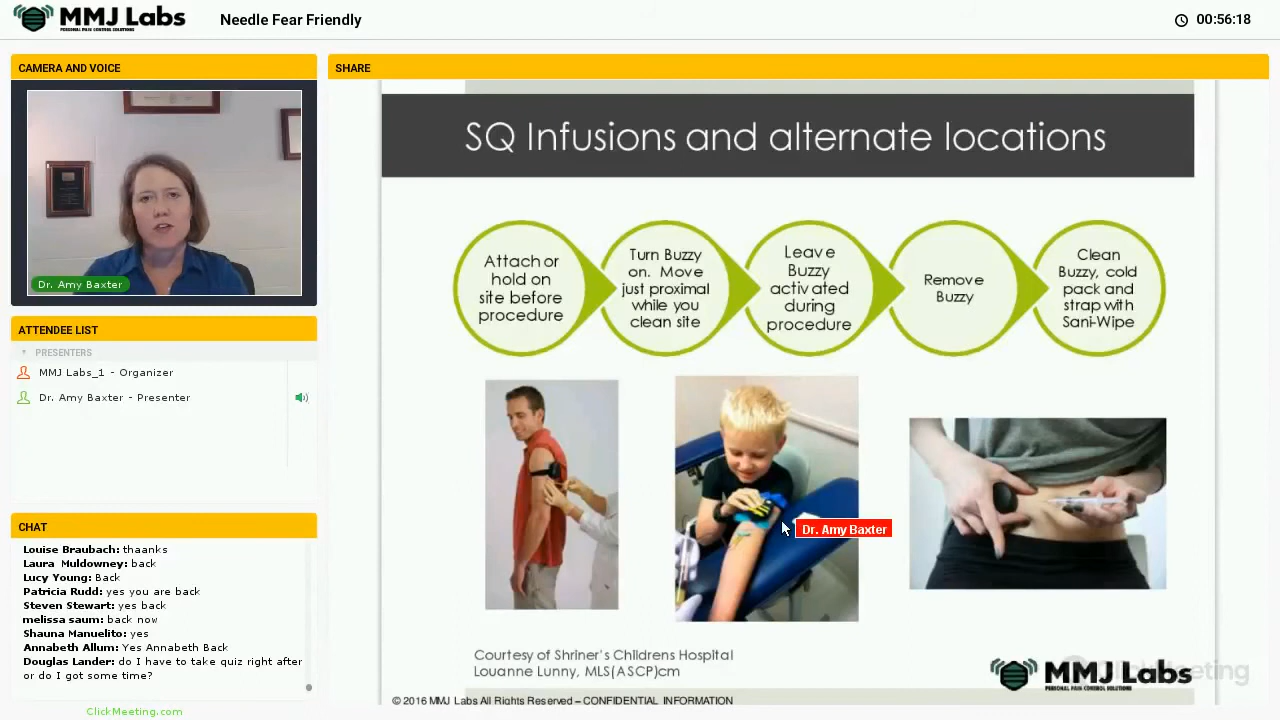 MMJ Labs
PERSONAL PAIN CONTROL SOLUTIONS
Needle Fear Friendly
00:56:18
CAMERA AND VOICE
Dr. Amy Baxter
ATTENDEE LIST
PRESENTERS
MMJ Labs_1 - Organizer
Dr. Amy Baxter - Presenter
CHAT
Louise Braubach: thaanks
Laura Muldowney: back
Lucy Young: Back
Patricia Rudd: yes you are back
Steven Stewart: yes back
melissa saum: back now
Shauna Manuelito: yes
Annabeth Allum: Yes Annabeth Back
Douglas Lander: do I have to take quiz right after
or do I got some time?
ClickMeeting.com
SHARE
SQ Infusions and alternate locations
Attach or
hold on
site before
procedure
Turn Buzzy
on. Move
just proximal
while you
clean site
Leave
Buzzy
activated
during
procedure
Remove
Buzzy
Clean
Buzzy, cold
pack and
strap with
Sani-Wipe
Dr. Amy Baxter
Courtesy of Shriner's Childrens Hospital
Louanne Lunny, MLS(ASCP)cm
MMJ Labs
PERSONAL PAIN CONTROL SOLUTIONS
ClickMeeting
© 2016 MMJ Labs All Rights Reserved – CONFIDENTIAL INFORMATION